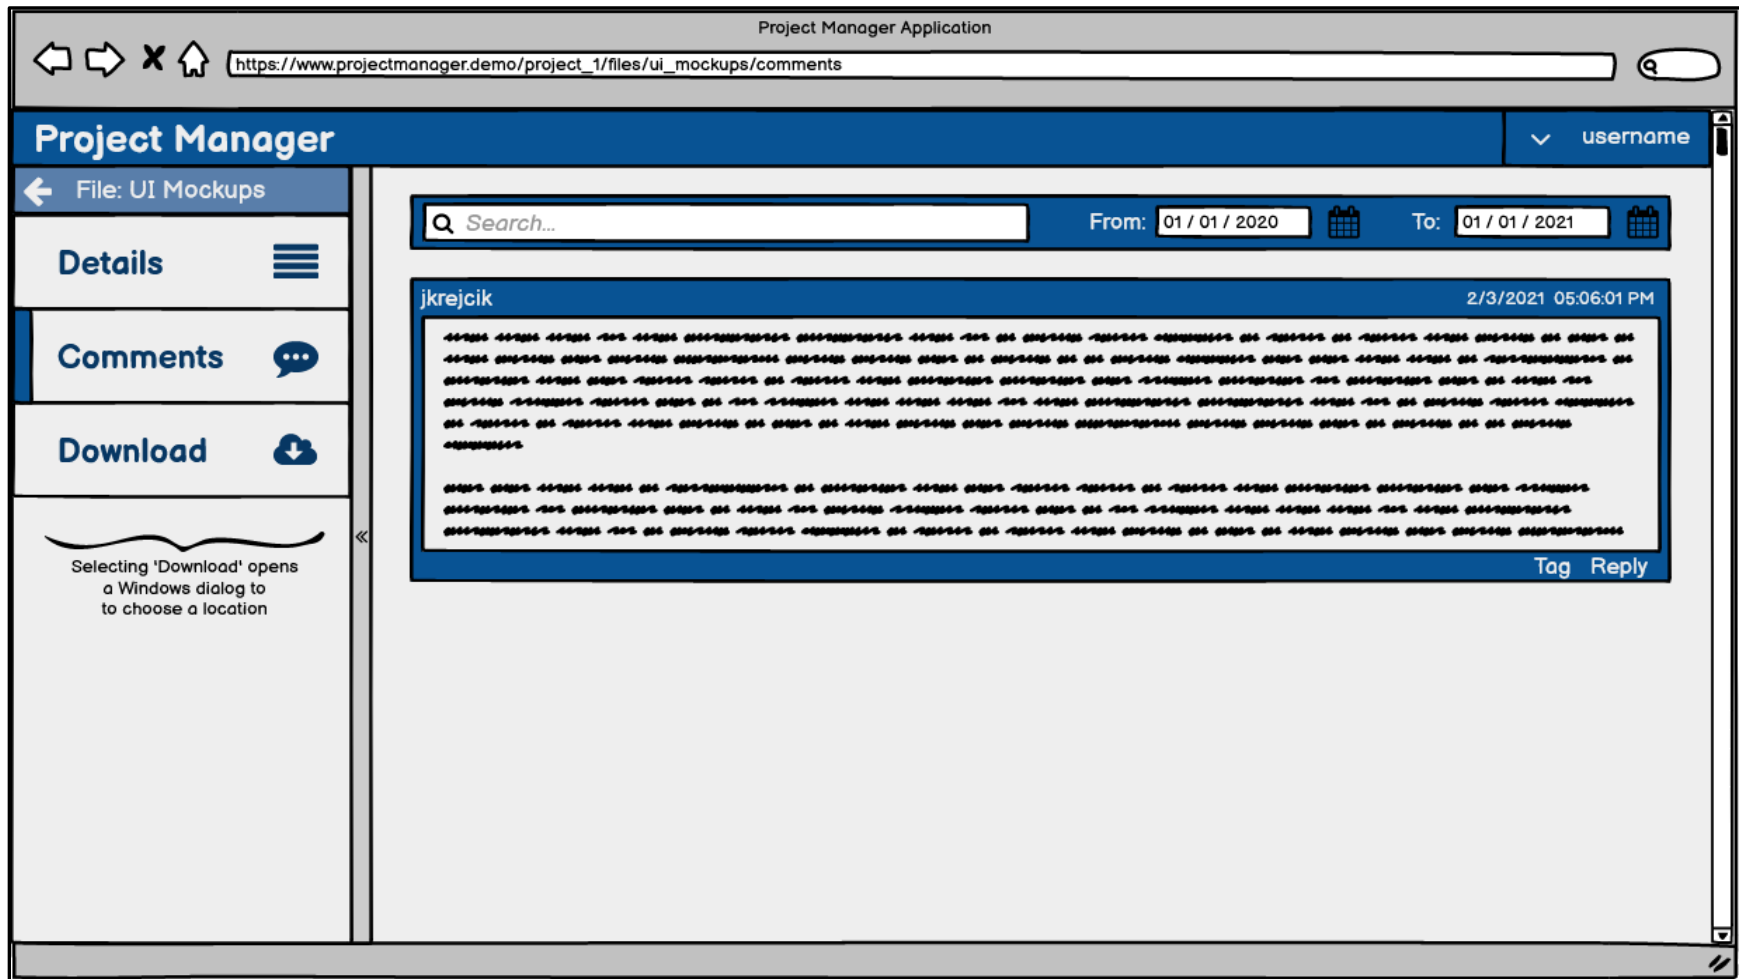 Project Manager Application
https://www.projectmanager.demo/project_1/files/ui_mockups/comments
Project Manager
username
File: UI Mockups
Details
Comments
Download
Selecting 'Download' opens
a Windows dialog to
to choose a location
«
Search...
From: 01 / 01 / 2020
To: 01 / 01 / 2021
jkrejcik
2/3/2021 05:06:01 PM
Tag Reply